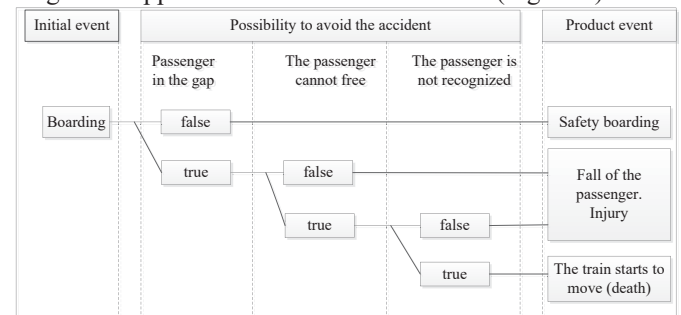 Initial event
Possibility to avoid the accident
Product event
Passenger
in the gap
The passenger
cannot free
The passenger is
not recognized
Boarding
false
Safety boarding
true
false
Fall of the
passenger.
Injury
true
false
true
The train starts to
move (death)